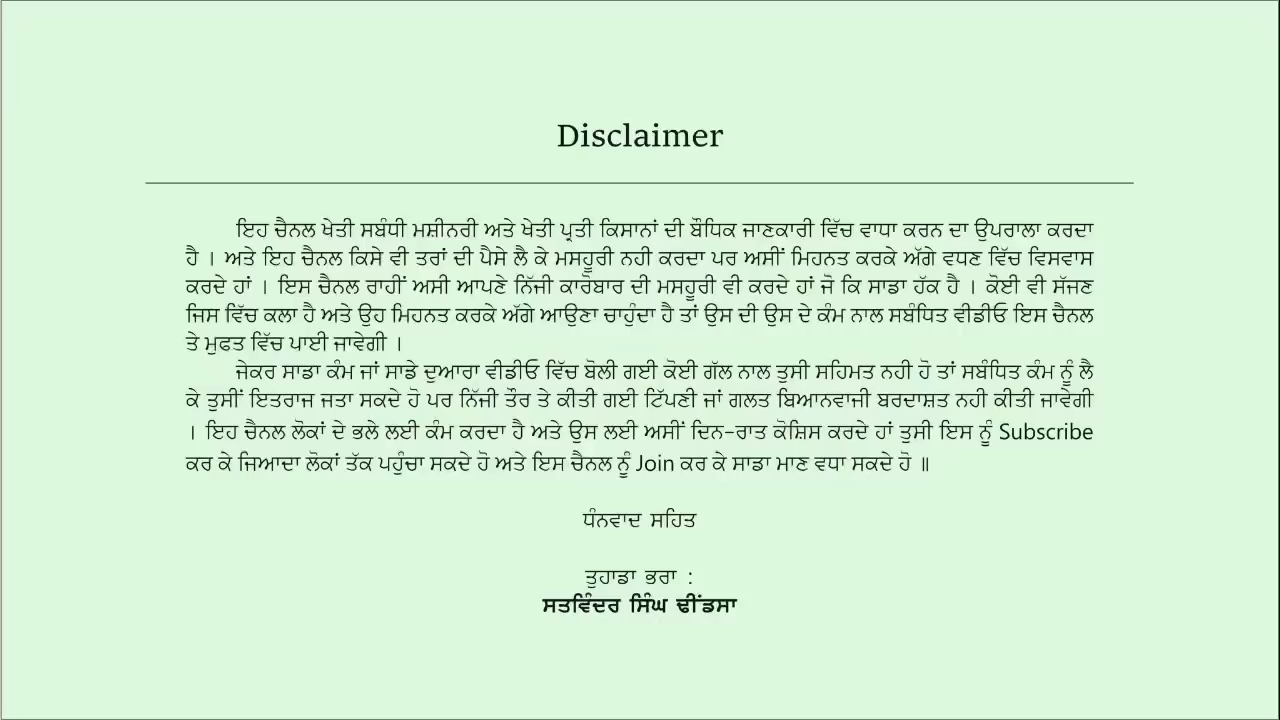 Disclaimer
ਇਹ ਚੈਨਲ ਖੇਤੀ ਸਬੰਧੀ ਮਸ਼ੀਨਰੀ ਅਤੇ ਖੇਤੀ ਪ੍ਰਤੀ ਕਿਸਾਨਾਂ ਦੀ ਬੌਧਿਕ ਜਾਣਕਾਰੀ ਵਿੱਚ ਵਾਧਾ ਕਰਨ ਦਾ ਉਪਰਾਲਾ ਕਰਦਾ
ਹੈ । ਅਤੇ ਇਹ ਚੈਨਲ ਕਿਸੇ ਵੀ ਤਰਾਂ ਦੀ ਪੈਸੇ ਲੈ ਕੇ ਮਸਹੂਰੀ ਨਹੀ ਕਰਦਾ ਪਰ ਅਸੀਂ ਮਿਹਨਤ ਕਰਕੇ ਅੱਗੇ ਵਧਣ ਵਿੱਚ ਵਿਸਵਾਸ
ਕਰਦੇ ਹਾਂ । ਇਸ ਚੈਨਲ ਰਾਹੀਂ ਅਸੀ ਆਪਣੇ ਨਿੱਜੀ ਕਾਰੋਬਾਰ ਦੀ ਮਸਹੂਰੀ ਵੀ ਕਰਦੇ ਹਾਂ ਜੋ ਕਿ ਸਾਡਾ ਹੱਕ ਹੈ । ਕੋਈ ਵੀ ਸੱਜਣ
ਜਿਸ ਵਿੱਚ ਕਲਾ ਹੈ ਅਤੇ ਉਹ ਮਿਹਨਤ ਕਰਕੇ ਅੱਗੇ ਆਉਣਾ ਚਾਹੁੰਦਾ ਹੈ ਤਾਂ ਉਸ ਦੀ ਉਸ ਦੇ ਕੰਮ ਨਾਲ ਸਬੰਧਿਤ ਵੀਡੀਓ ਇਸ ਚੈਨਲ
ਤੇ ਮੁਫਤ ਵਿੱਚ ਪਾਈ ਜਾਵੇਗੀ ।
ਜੇਕਰ ਸਾਡਾ ਕੰਮ ਜਾਂ ਸਾਡੇ ਦੁਆਰਾ ਵੀਡੀਓ ਵਿੱਚ ਬੋਲੀ ਗਈ ਕੋਈ ਗੱਲ ਨਾਲ ਤੁਸੀ ਸਹਿਮਤ ਨਹੀ ਹੋ ਤਾਂ ਸਬੰਧਿਤ ਕੰਮ ਨੂੰ ਲੈ
ਕੇ ਤੁਸੀਂ ਇਤਰਾਜ ਜਤਾ ਸਕਦੇ ਹੋ ਪਰ ਨਿੱਜੀ ਤੌਰ ਤੇ ਕੀਤੀ ਗਈ ਟਿੱਪਣੀ ਜਾਂ ਗਲਤ ਬਿਆਨਵਾਜੀ ਬਰਦਾਸ਼ਤ ਨਹੀ ਕੀਤੀ ਜਾਵੇਗੀ
। ਇਹ ਚੈਨਲ ਲੋਕਾਂ ਦੇ ਭਲੇ ਲਈ ਕੰਮ ਕਰਦਾ ਹੈ ਅਤੇ ਉਸ ਲਈ ਅਸੀਂ ਦਿਨ-ਰਾਤ ਕੋਸ਼ਿਸ ਕਰਦੇ ਹਾਂ ਤੁਸੀ ਇਸ ਨੂੰ Subscribe
ਕਰ ਕੇ ਜਿਆਦਾ ਲੋਕਾਂ ਤੱਕ ਪਹੁੰਚਾ ਸਕਦੇ ਹੋ ਅਤੇ ਇਸ ਚੈਨਲ ਨੂੰ Join ਕਰ ਕੇ ਸਾਡਾ ਮਾਣ ਵਧਾ ਸਕਦੇ ਹੋ ॥
ਧੰਨਵਾਦ ਸਹਿਤ
ਤੁਹਾਡਾ ਭਰਾ :
ਸਤਵਿੰਦਰ ਸਿੰਘ ਢੀਂਡਸਾ